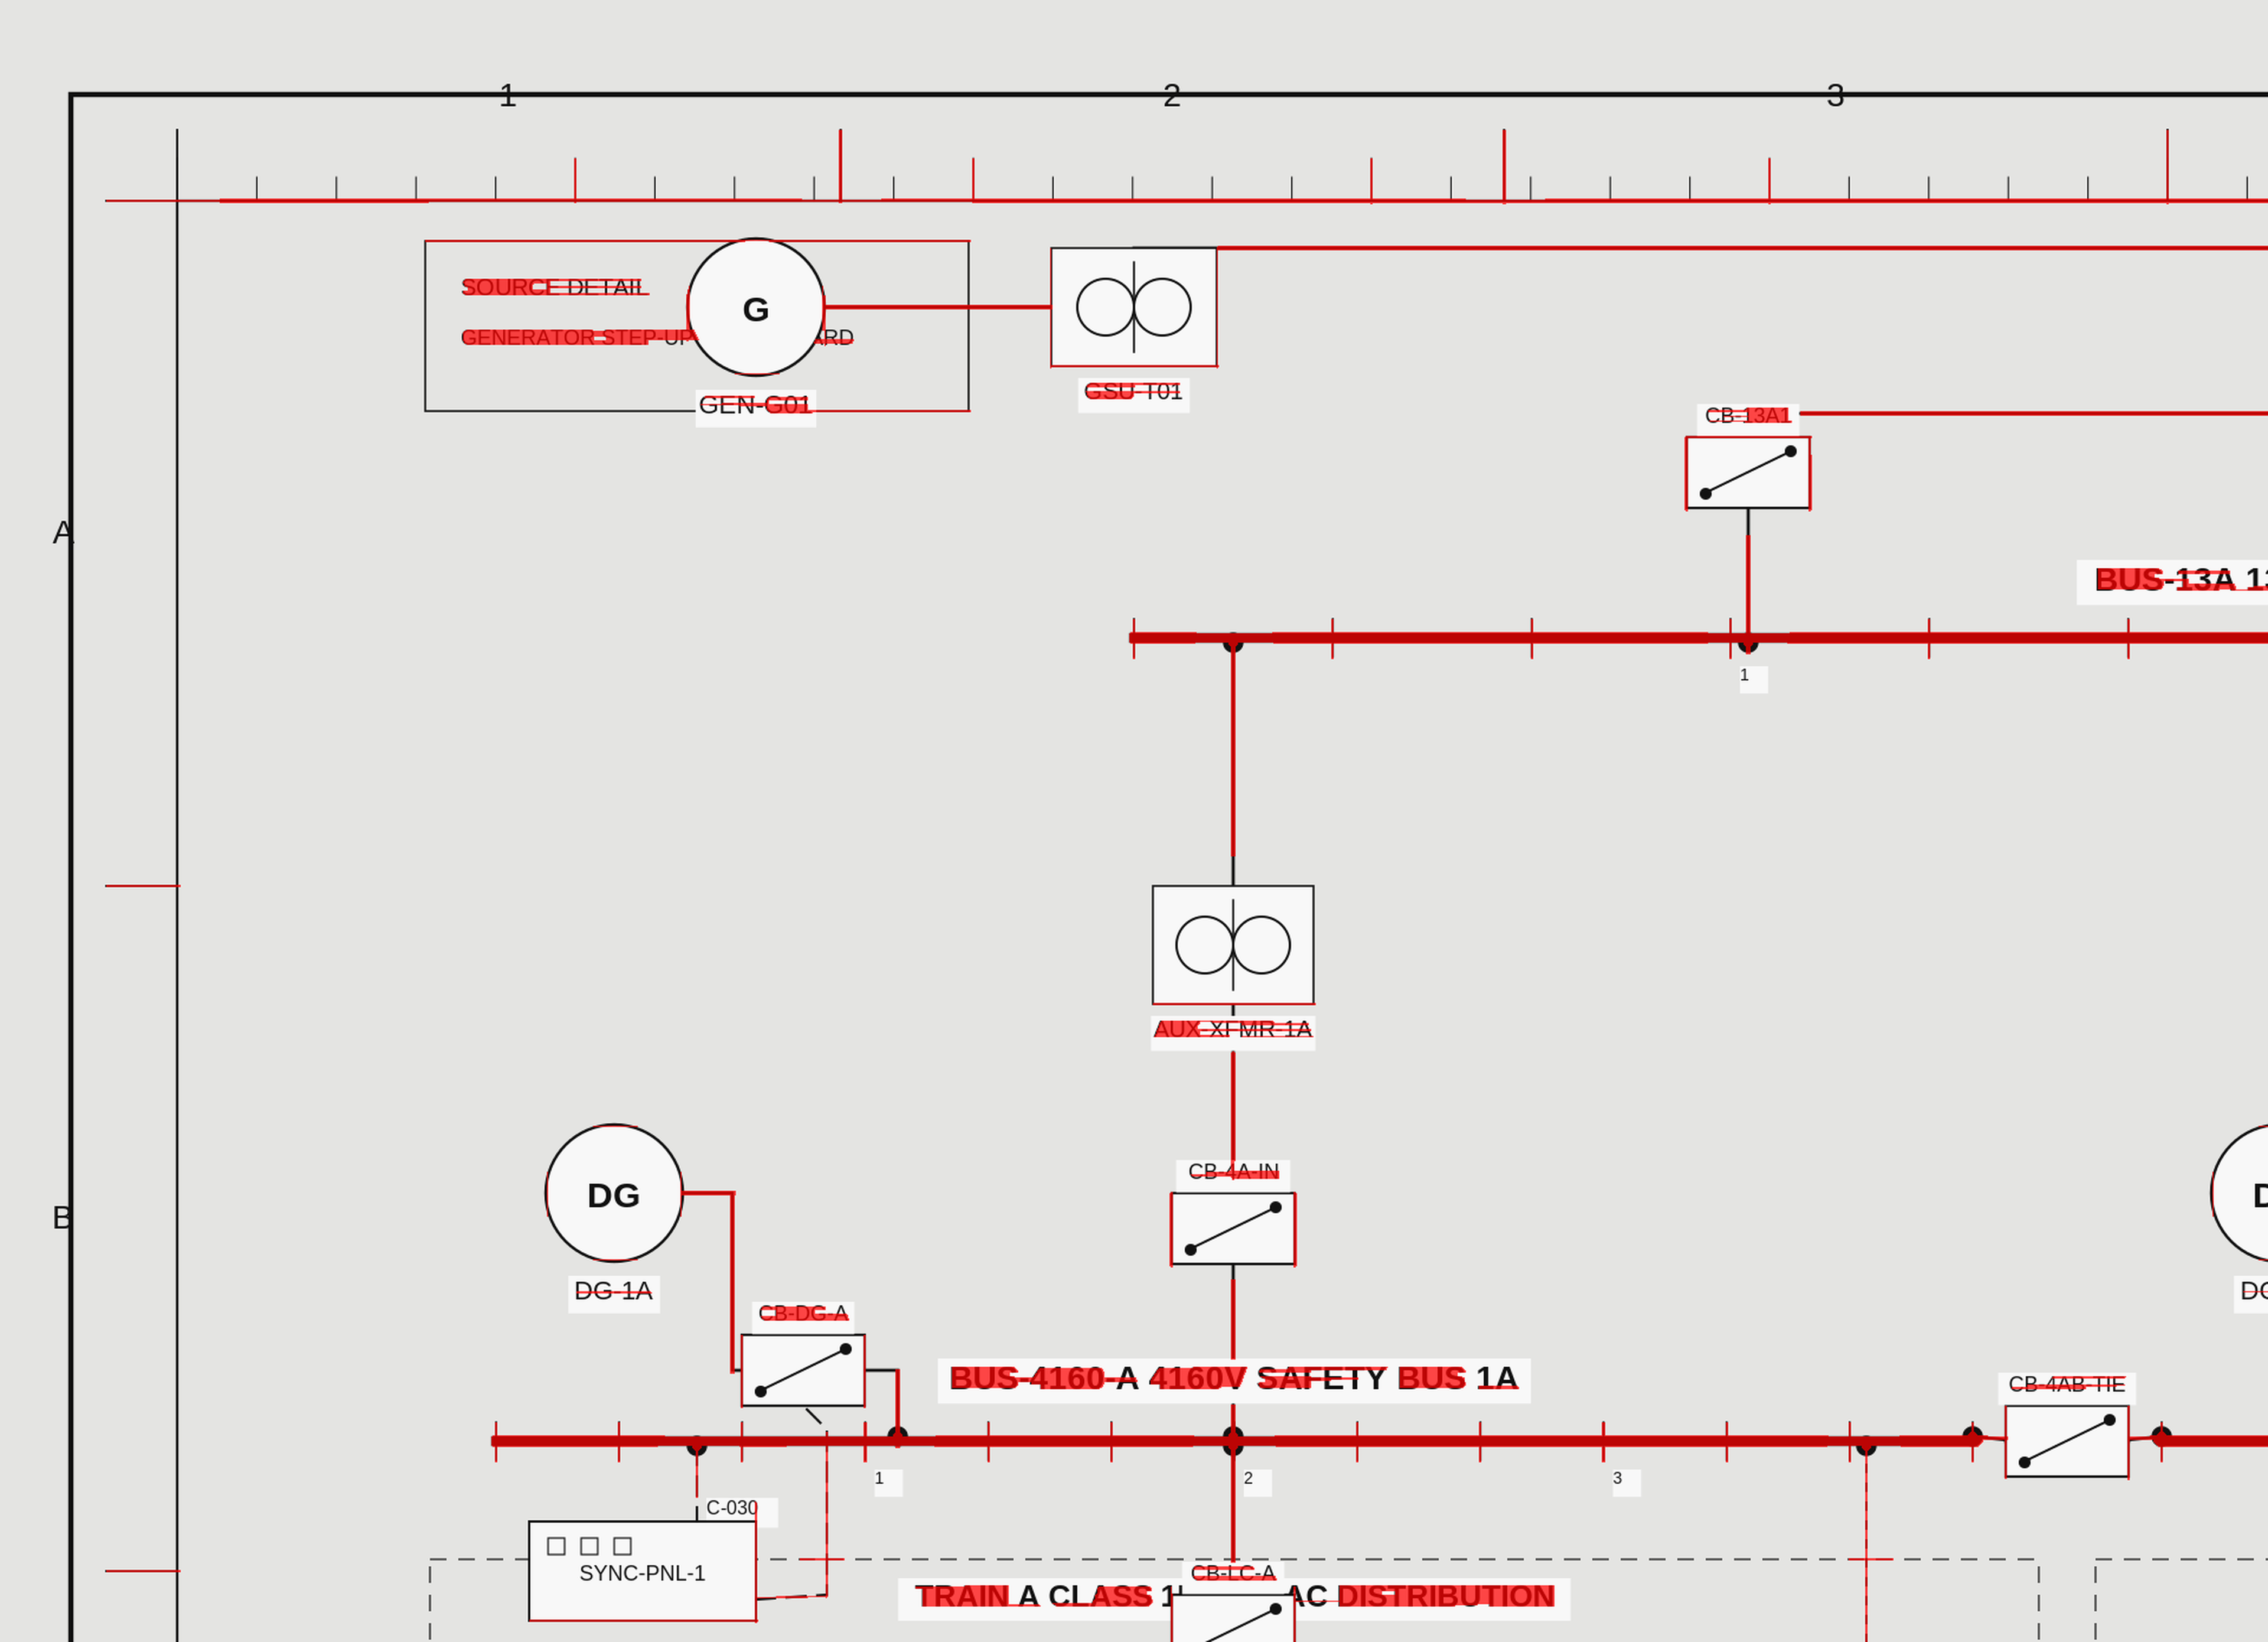 1 2 3
SOURCE DETAIL
G
GENERATOR STEP-UP
GEN-G01
GSU-T01
CB-13A1
A
BUS-13A
1
AUX-XFMR-1A
CB-4A-IN
DG
B
DG-1A
CB-DG-A
BUS-4160-A 4160V SAFETY BUS 1A
CB-4AB-TIE
1 2 3
C-030
SYNC-PNL-1
CB-LC-A
TRAIN A CLASS AC DISTRIBUTION